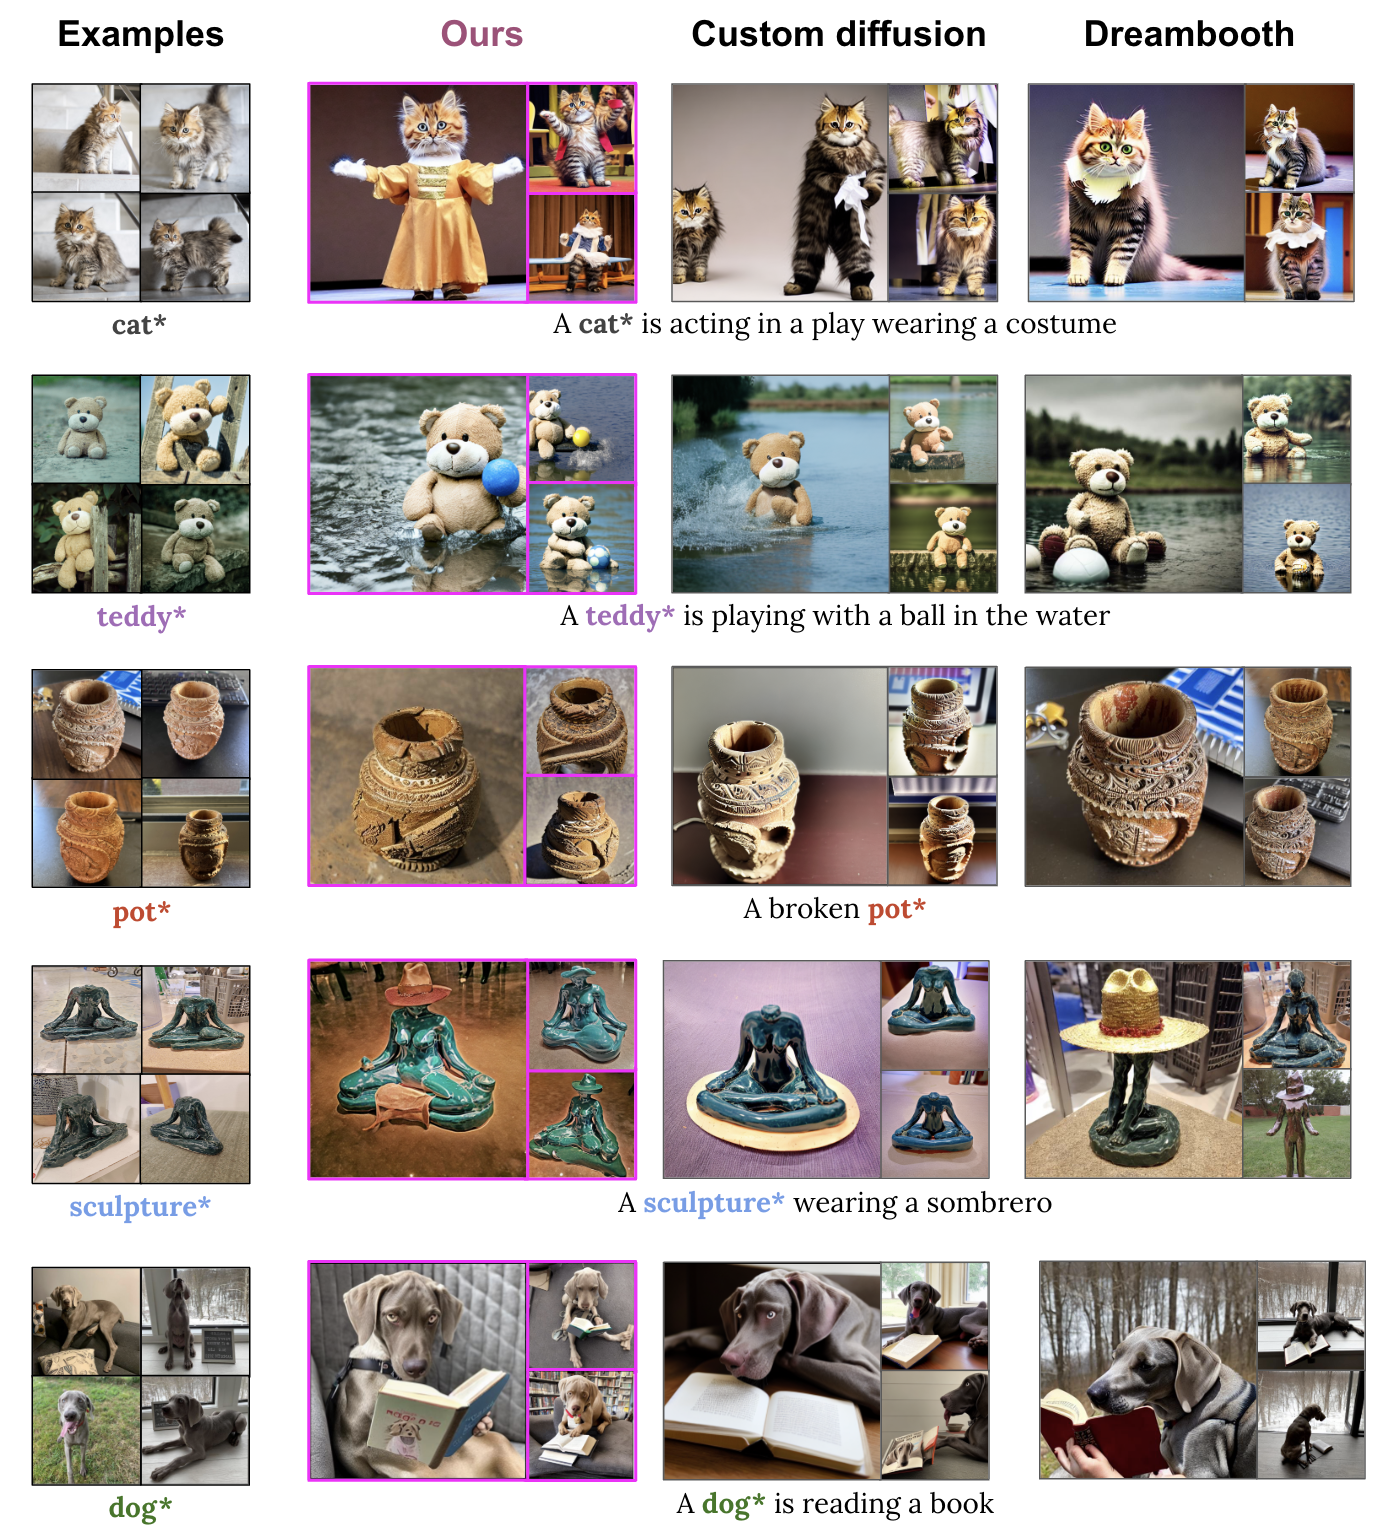 Examples
Ours
Custom diffusion
Dreambooth
cat*
A cat* is acting in a play wearing a costume
teddy*
A teddy* is playing with a ball in the water
pot*
A broken pot*
sculpture*
A sculpture* wearing a sombrero
dog*
A dog* is reading a book